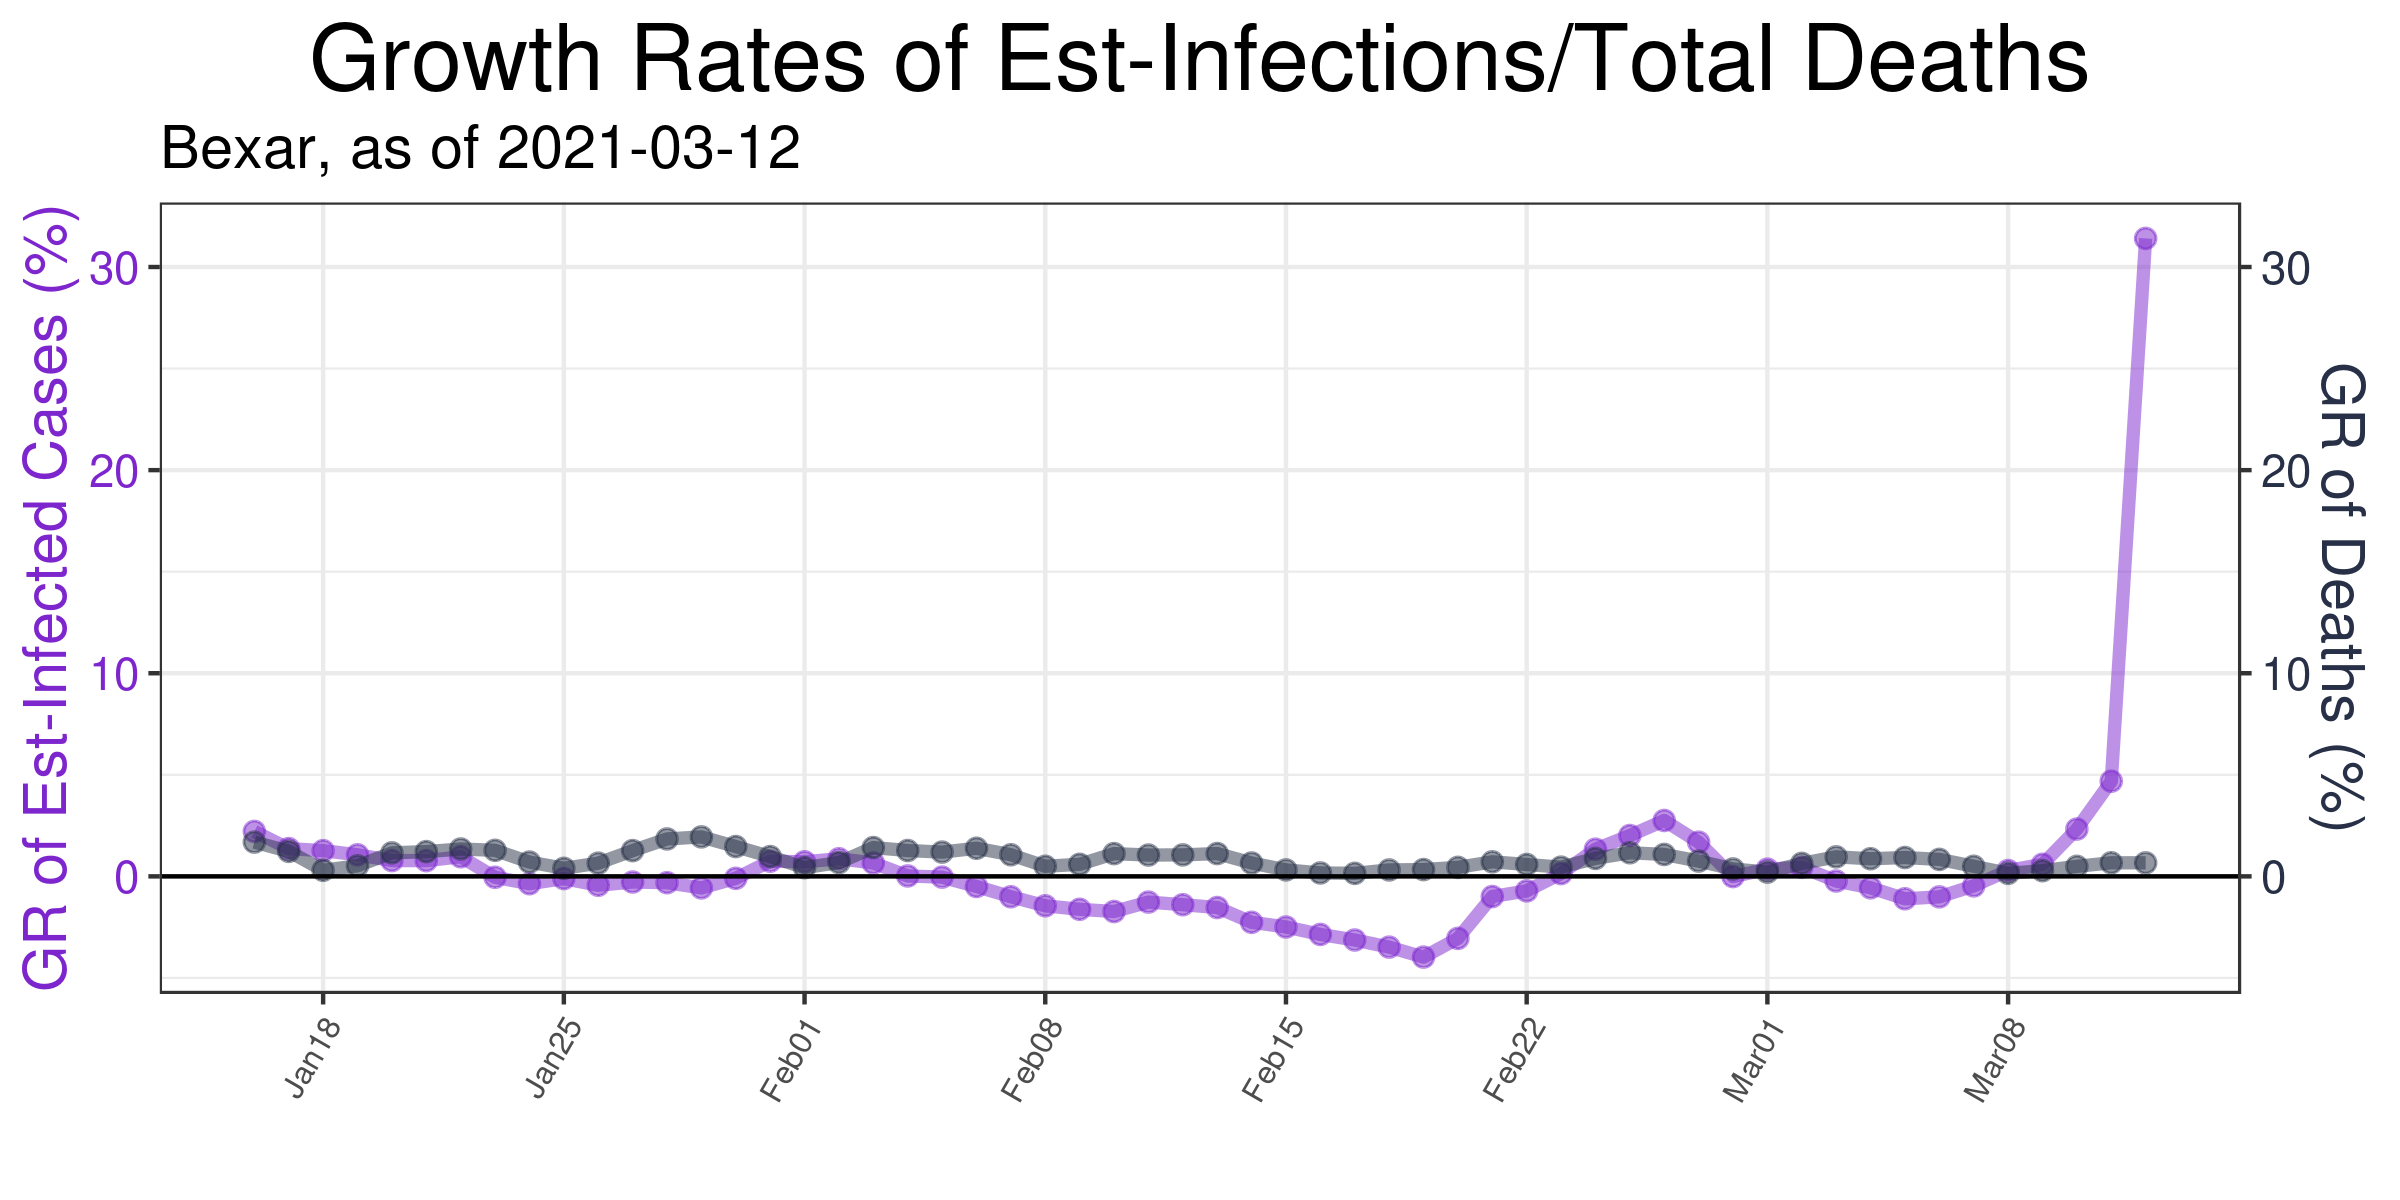 Growth Rates of Est-Infections/Total Deaths
Bexar, as of 2021-03-12
GR of Est-Infected Cases (%)
30
20
10
0
30
20
10
0
GR of Deaths (%)
Jan18
Jan25
Feb01
Feb08
Feb15
Feb22
Mar01
Mar08